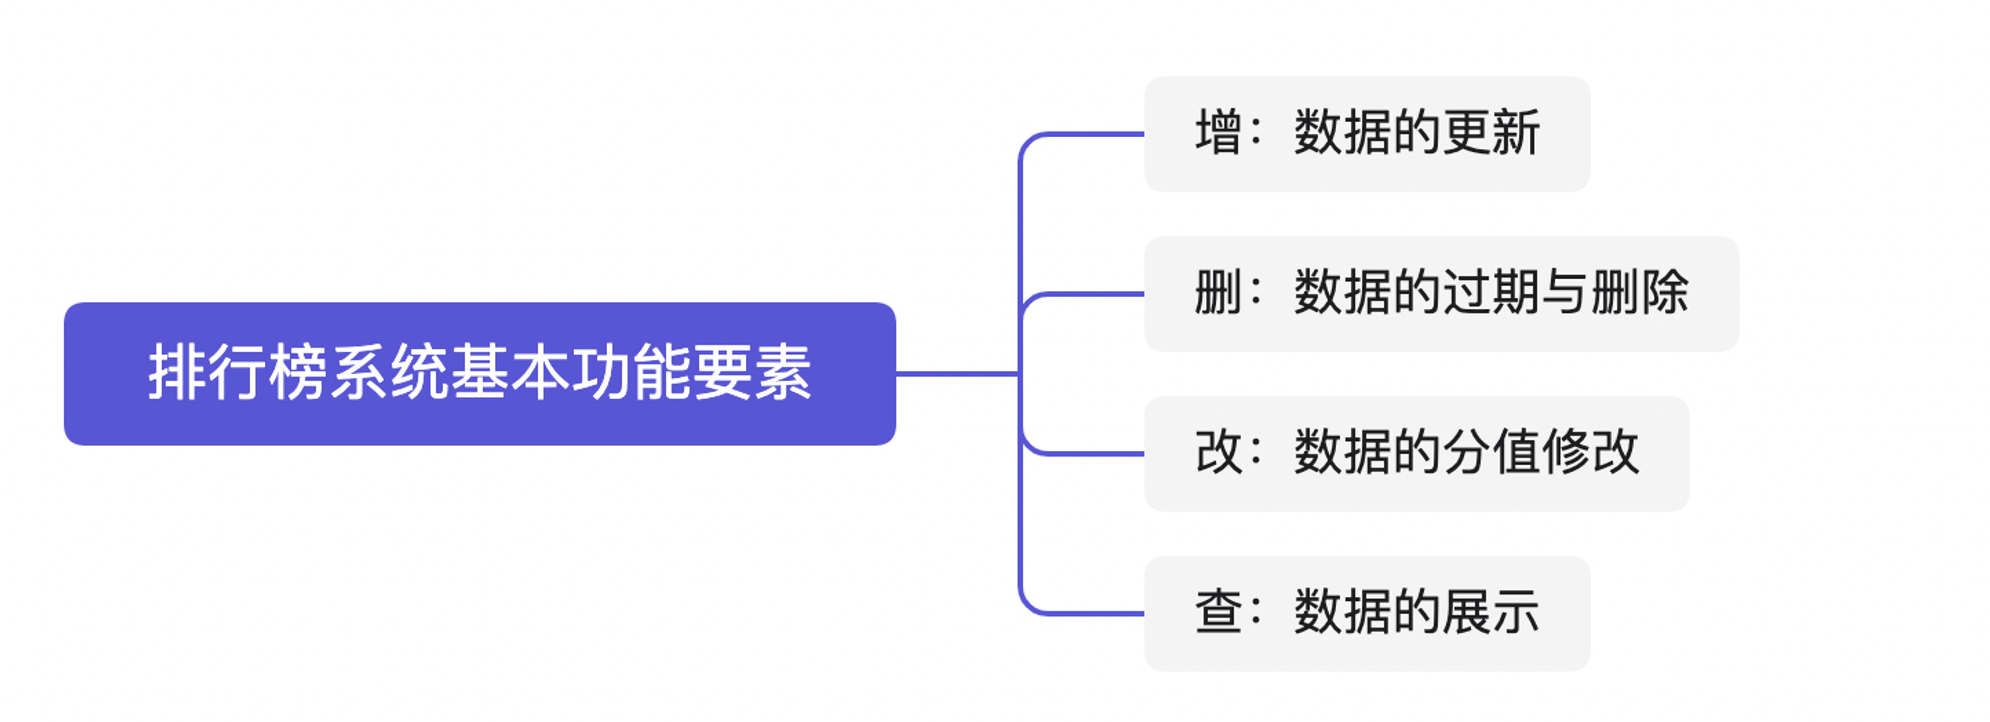 排行榜系统基本功能要素
增：数据的更新
删：数据的过期与删除
改：数据的分值修改
查：数据的展示